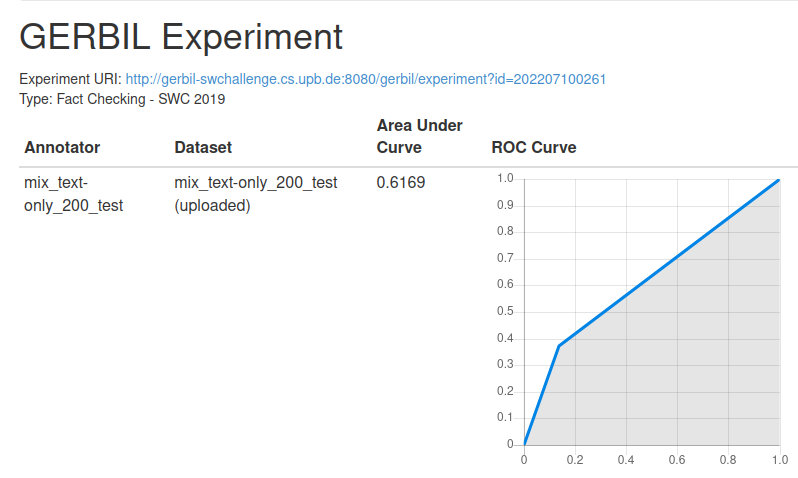 GERBIL Experiment
Experiment URI: http://gerbil-swchallenge.cs.upb.de:8080/gerbil/experiment?id=202207100261
Type: Fact Checking - SWC 2019
Annotator
Dataset
Area Under
Curve
ROC Curve
mix_text-
only_200_test
mix_text-only_200_test
(uploaded)
0.6169
1.0
0.9
0.8
0.7
0.6
0.5
0.4
0.3
0.2
0.1
0
0 0.2 0.4 0.6 0.8 1.0